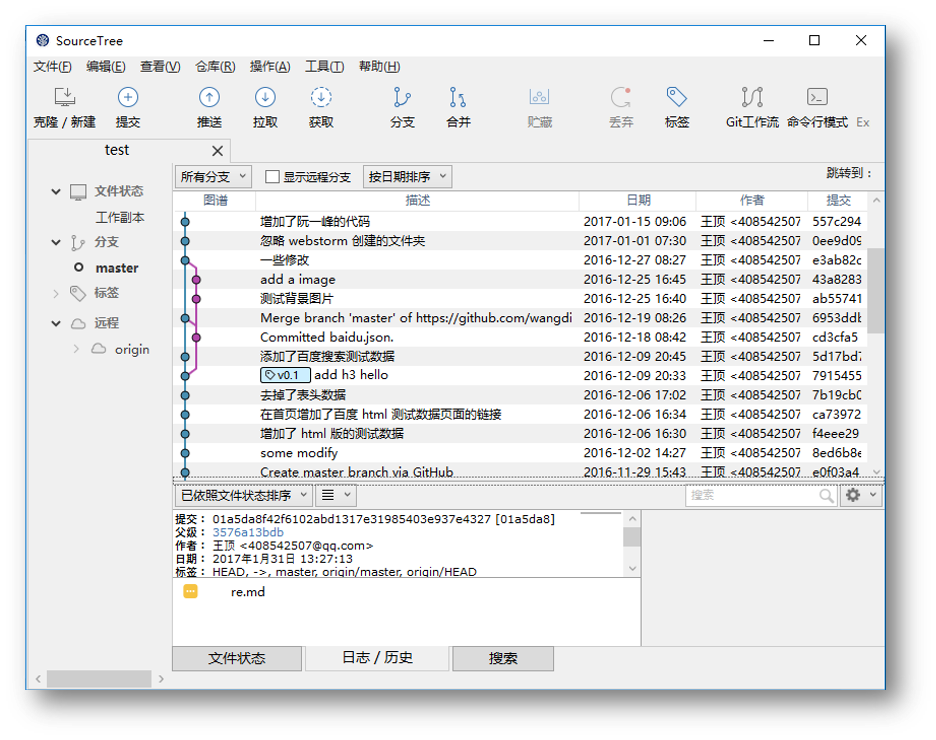 SourceTree
文件(F) 编辑(E) 查看(V) 仓库(R) 操作(A) 工具(T) 帮助(H)
克隆 / 新建 提交 推送 拉取 获取 分支 合并 贮藏 丢弃 标签 Git工作流 命令行模式 Ex
test
所有分支 显示远程分支 按日期排序 跳转到：
文件状态
工作副本
分支
master
标签
远程
origin
图谱 描述 日期 作者 提交
增加了阮一峰的代码 2017-01-15 09:06 王顶 <408542507 557c294
忽略 webstorm 创建的文件夹 2017-01-01 07:30 王顶 <408542507 0ee9d09
一些修改 2016-12-27 08:27 王顶 <408542507 e3ab82c
add a image 2016-12-25 16:45 王顶 <408542507 43a8283
测试背景图片 2016-12-25 16:40 王顶 <408542507 ab55741
Merge branch 'master' of https://github.com/wangdi 2016-12-19 08:26 王顶 <408542507 6953ddb
Committed baidu.json. 2016-12-18 08:42 王顶 <408542507 cd3cfa5
添加了百度搜索测试数据 2016-12-09 20:45 王顶 <408542507 5d17bd7
v0.1 add h3 hello 2016-12-09 20:33 王顶 <408542507 7915455
去掉了表头数据 2016-12-06 17:02 王顶 <408542507 7b19cb0
在首页增加了百度 html 测试数据页面的链接 2016-12-06 16:34 王顶 <408542507 ca73972
增加了 html 版的测试数据 2016-12-06 16:30 王顶 <408542507 f4eee29
some modify 2016-12-02 14:27 王顶 <408542507 8ed6b8e
Create master branch via GitHub 2016-11-29 15:43 王顶 <408542507 e0f03a4
已依照文件状态排序 搜索
提交： 01a5da8f42f6102abd1317e31985403e937e4327 [01a5da8]
父级： 3576a13bdb
作者： 王顶 <408542507@qq.com>
日期： 2017年1月31日 13:27:13
标签： HEAD, ->, master, origin/master, origin/HEAD
re.md
文件状态 日志 / 历史 搜索